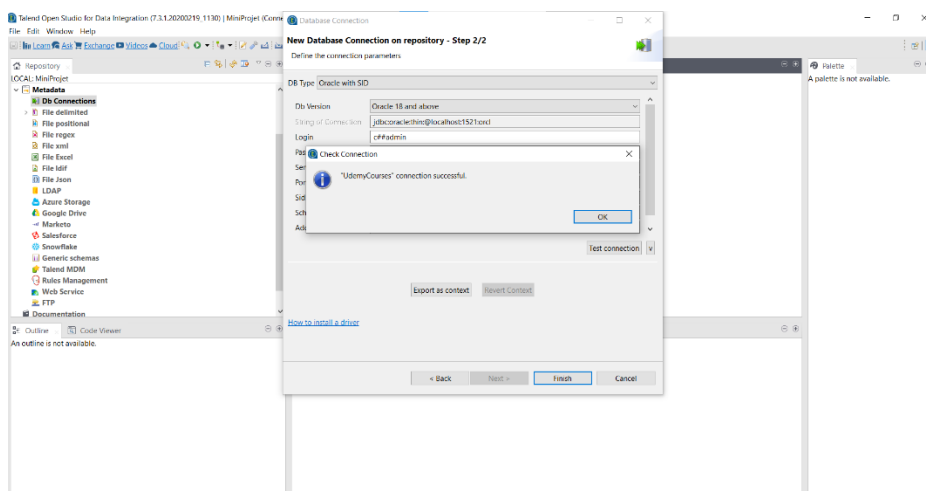 Talend Open Studio for Data Integration (7.3.1.20200219_1130) | MiniProjet (Conne
File Edit Window Help
Learn Ask Exchange Videos Cloud
Repository
LOCAL: MiniProjet
Metadata
Db Connections
File delimited
File positional
File regex
File xml
File Excel
File ldif
File Json
LDAP
Azure Storage
Google Drive
Marketo
Salesforce
Snowflake
Generic schemas
Talend MDM
Rules Management
Web Service
FTP
Documentation
Outline Code Viewer
An outline is not available.
Database Connection
New Database Connection on repository - Step 2/2
Define the connection parameters
DB Type Oracle with SID
Db Version Oracle 18 and above
String of Connection jdbc:oracle:thin:@localhost:1521:orcl
Login c##admin
Pas
Ser
Por
Sid
Sch
Ad
Check Connection
"UdemyCourses" connection successful.
OK
Test connection
Export as context Revert Context
How to install a driver
< Back Next > Finish Cancel
Palette
A palette is not available.